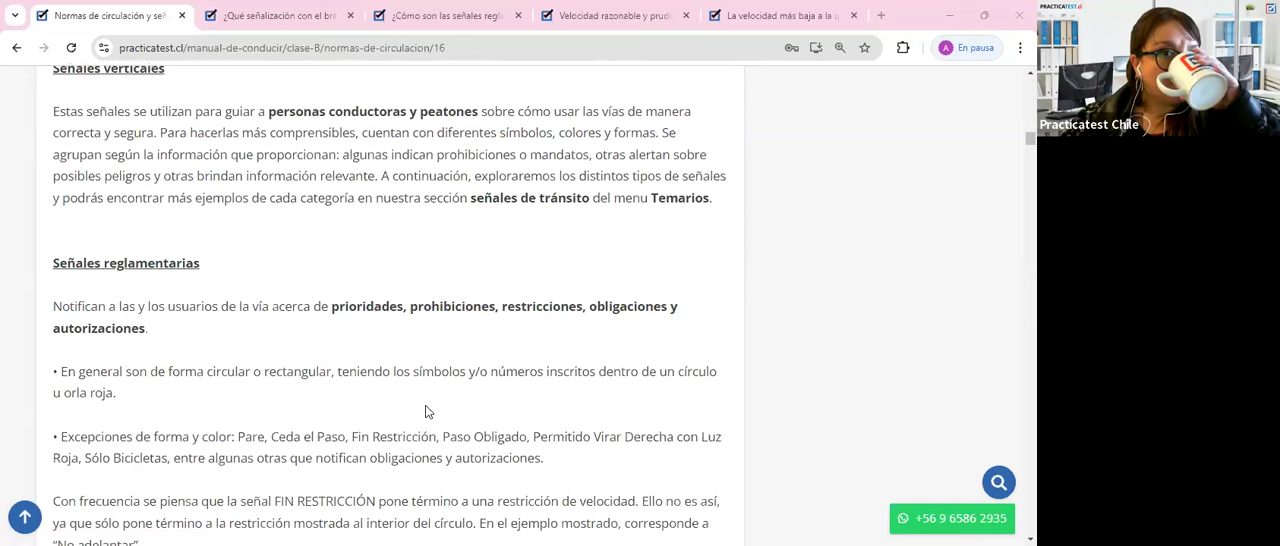 Normas de circulación y seña
¿Qué señalización con el bra
¿Cómo son las señales regla
Velocidad razonable y prude
La velocidad más baja a la q
practicatest.cl/manual-de-conducir/clase-B/normas-de-circulacion/16
A En pausa
PRACTICATEST.cl
Practicatest Chile
Señales verticales
Estas señales se utilizan para guiar a personas conductoras y peatones sobre cómo usar las vías de manera
correcta y segura. Para hacerlas más comprensibles, cuentan con diferentes símbolos, colores y formas. Se
agrupan según la información que proporcionan: algunas indican prohibiciones o mandatos, otras alertan sobre
posibles peligros y otras brindan información relevante. A continuación, exploraremos los distintos tipos de señales
y podrás encontrar más ejemplos de cada categoría en nuestra sección señales de tránsito del menu Temarios.
Señales reglamentarias
Notifican a las y los usuarios de la vía acerca de prioridades, prohibiciones, restricciones, obligaciones y
autorizaciones.
• En general son de forma circular o rectangular, teniendo los símbolos y/o números inscritos dentro de un círculo
u orla roja.
• Excepciones de forma y color: Pare, Ceda el Paso, Fin Restricción, Paso Obligado, Permitido Virar Derecha con Luz
Roja, Sólo Bicicletas, entre algunas otras que notifican obligaciones y autorizaciones.
Con frecuencia se piensa que la señal FIN RESTRICCIÓN pone término a una restricción de velocidad. Ello no es así,
ya que sólo pone término a la restricción mostrada al interior del círculo. En el ejemplo mostrado, corresponde a
"No adelantar"
+56 9 6586 2935